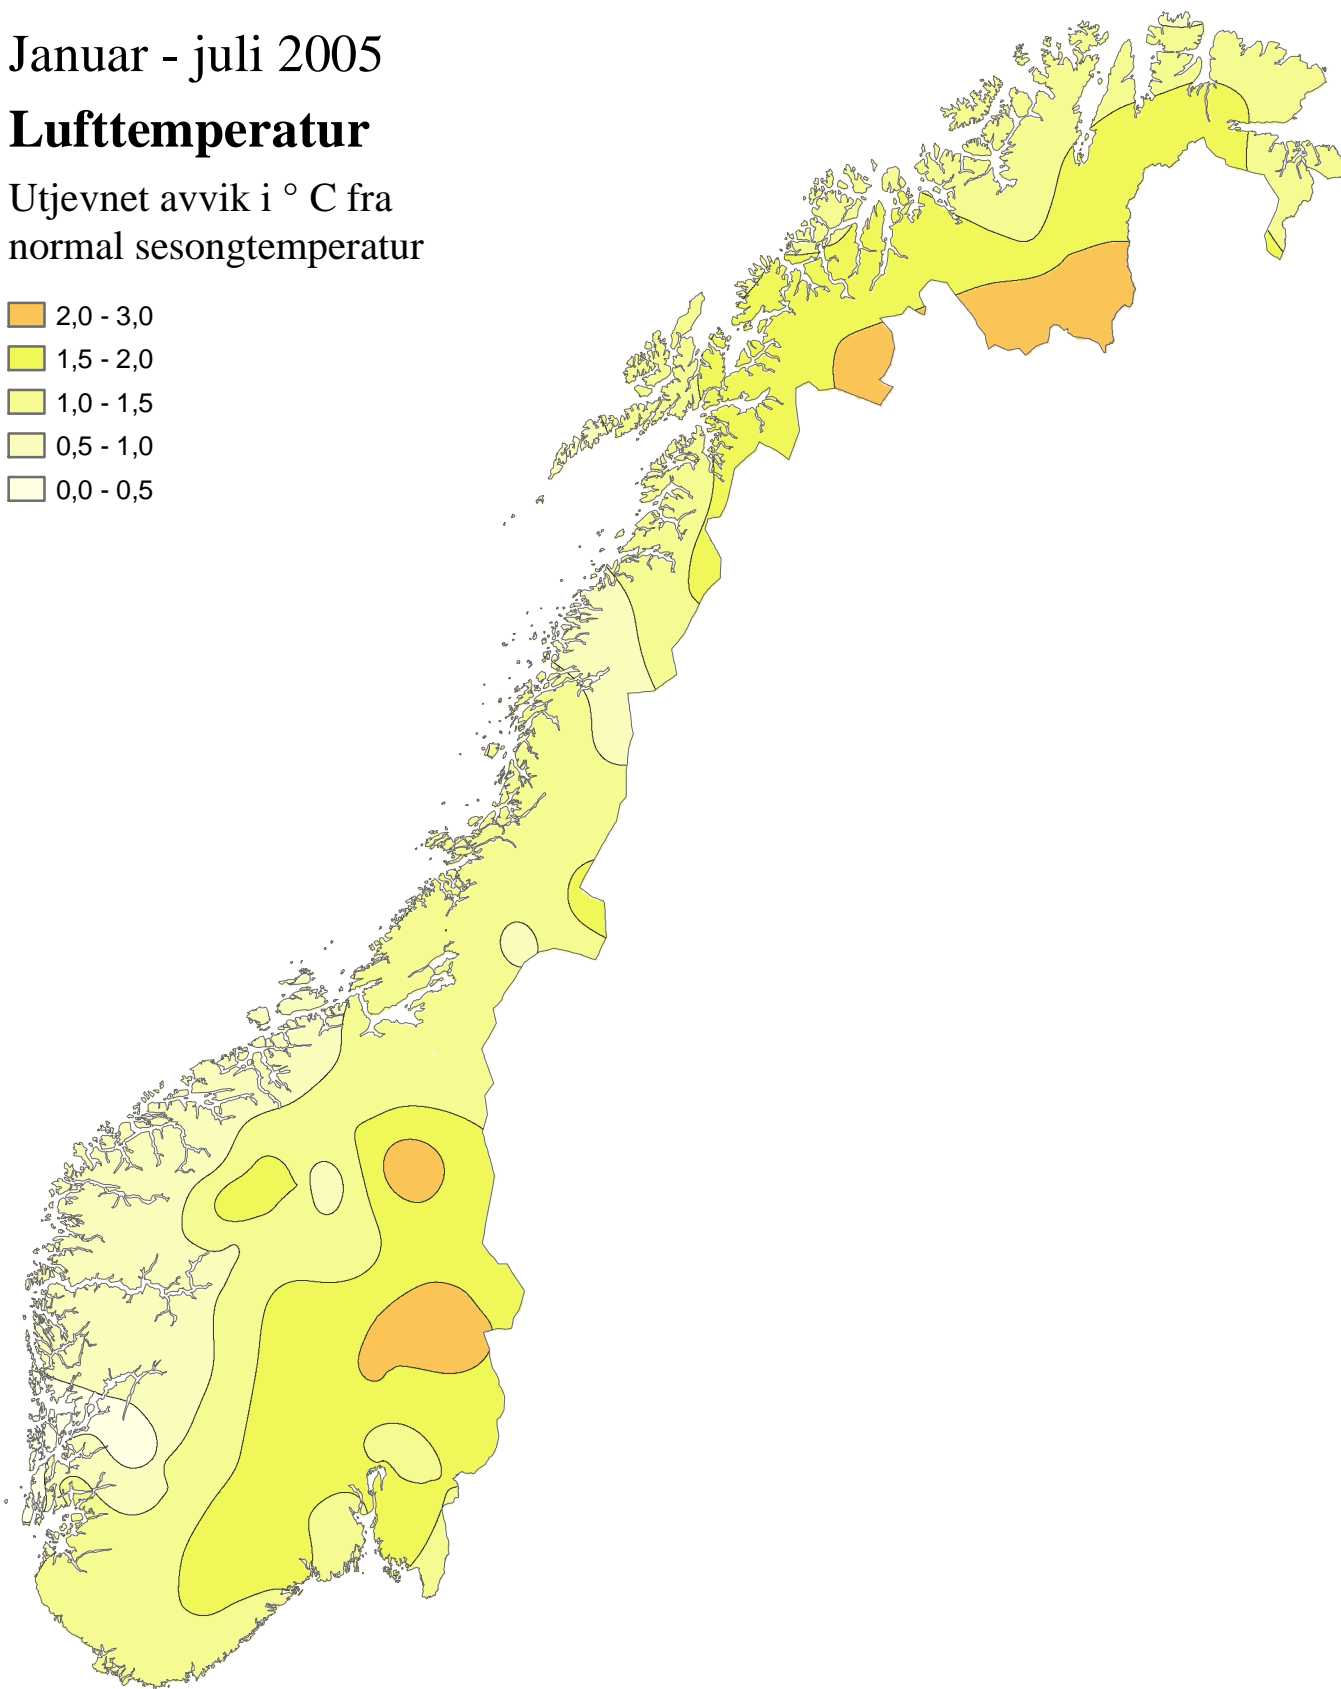 Januar - juli 2005
Lufttemperatur
Utjevnet avvik i ° C fra
normal sesongtemperatur
2,0 - 3,0
1,5 - 2,0
1,0 - 1,5
0,5 - 1,0
0,0 - 0,5